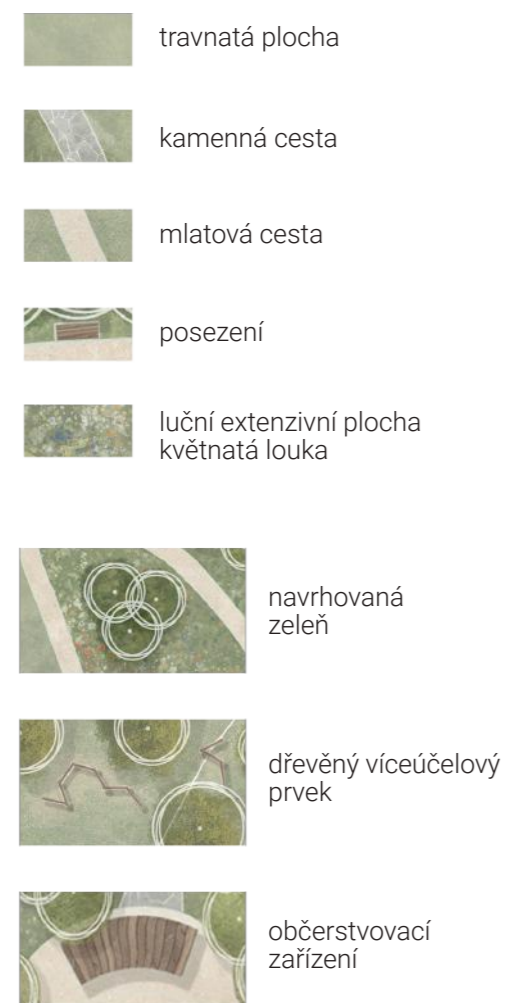 travnatá plocha
kamenná cesta
mlatová cesta
posezení
luční extenzivní plocha
květnatá louka
navrhovaná
zeleň
dřevěný víceúčelový
prvek
občerstvovací
zařízení